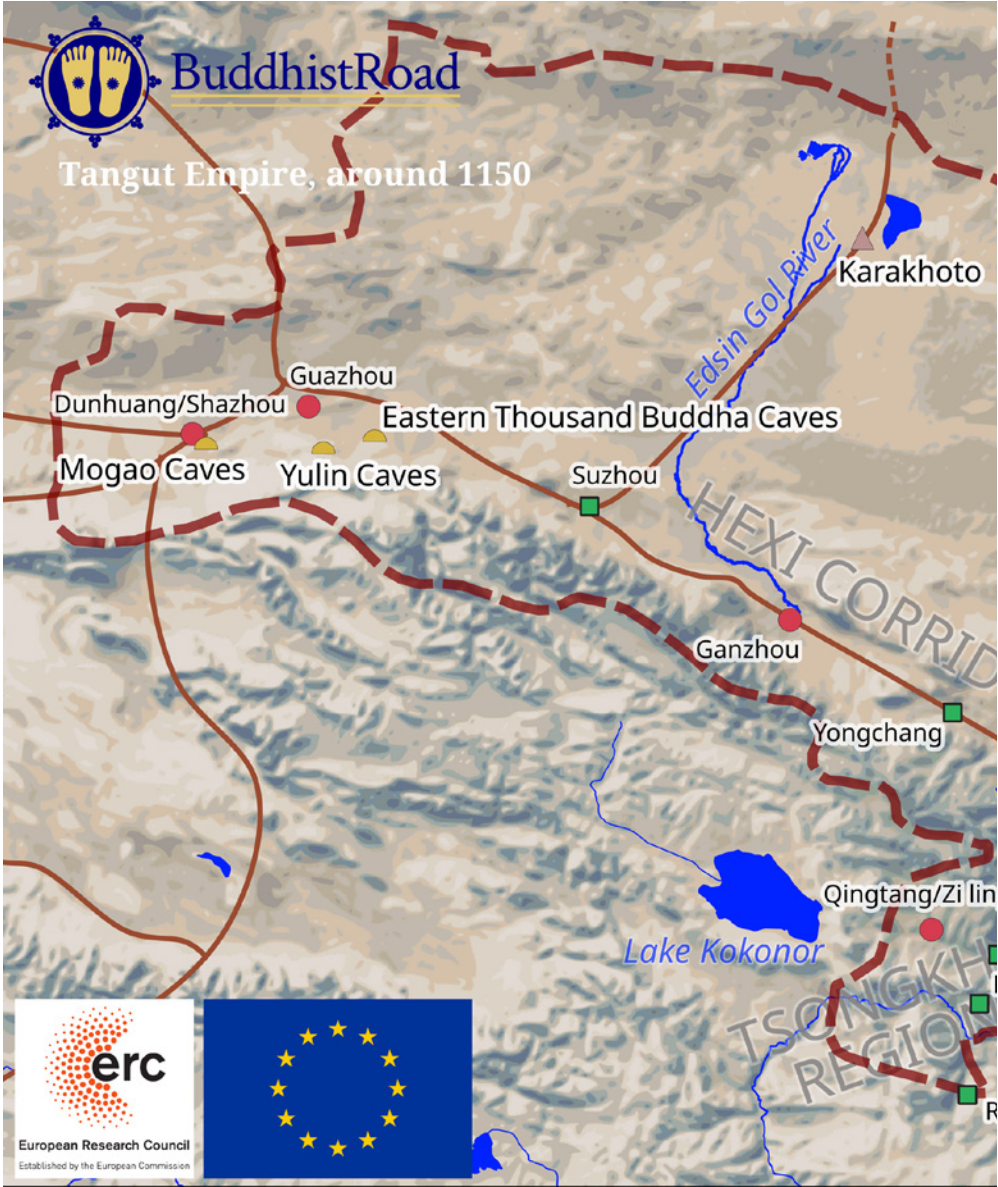 BuddhistRoad
Tangut Empire, around 1150
Edsin Gol River
Karakhoto
Guazhou
Dunhuang/Shazhou
Eastern Thousand Buddha Caves
Mogao Caves
Yulin Caves
Suzhou
HEXI CORRID
Ganzhou
Yongchang
Qingtang/Zi lin
Lake Kokonor
TSONGKH
REGION
R
erc
European Research Council
Established by the European Commission